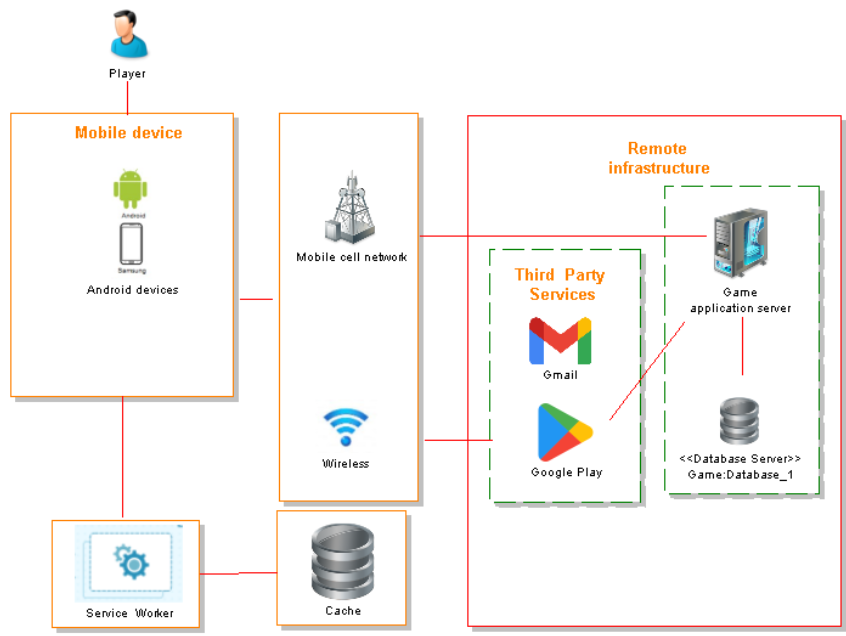 Player
Mobile device
Android
Samsung
Android devices
Mobile cell network
Wireless
Remote
infrastructure
Third Party
Services
Gmail
Google Play
Game
application server
<<Database Server>>
Game:Database_1
Service Worker
Cache